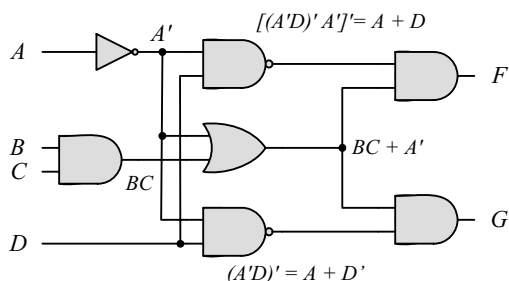 [(A'D)' A']'= A + D
A
A'
F
B
C
BC
BC + A'
G
D
(A'D)' = A + D’